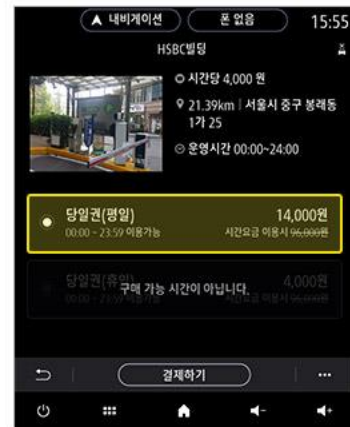 내비게이션
폰 없음
15:55
HSBC빌딩
시간당 4,000 원
21.39km | 서울시 중구 봉래동
1가 25
운영시간 00:00~24:00
당일권(평일)
14,000원
00:00 ~ 23:59 이용가능
시간요금 이용시 96,000원
당일권(휴일)
4,000원
구매 가능 시간이 아닙니다.
결제하기